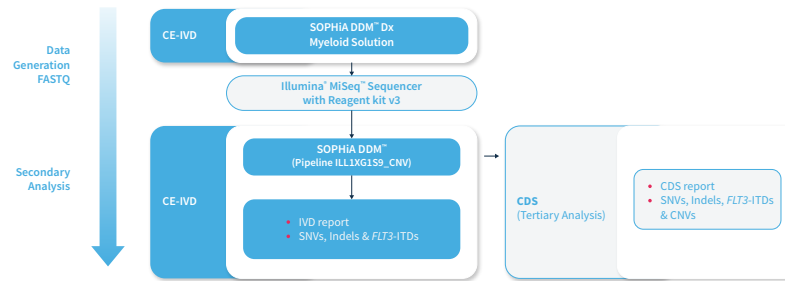 Data
Generation
FASTQ
CE-IVD
SOPHiA DDM™ Dx
Myeloid Solution
Illumina® MiSeq™ Sequencer
with Reagent kit v3
Secondary
Analysis
CE-IVD
SOPHiA DDM™
(Pipeline ILL1XG1S9_CNV)
• IVD report
• SNVs, Indels & FLT3-ITDs
CDS
(Tertiary Analysis)
• CDS report
• SNVs, Indels, FLT3-ITDs
& CNVs